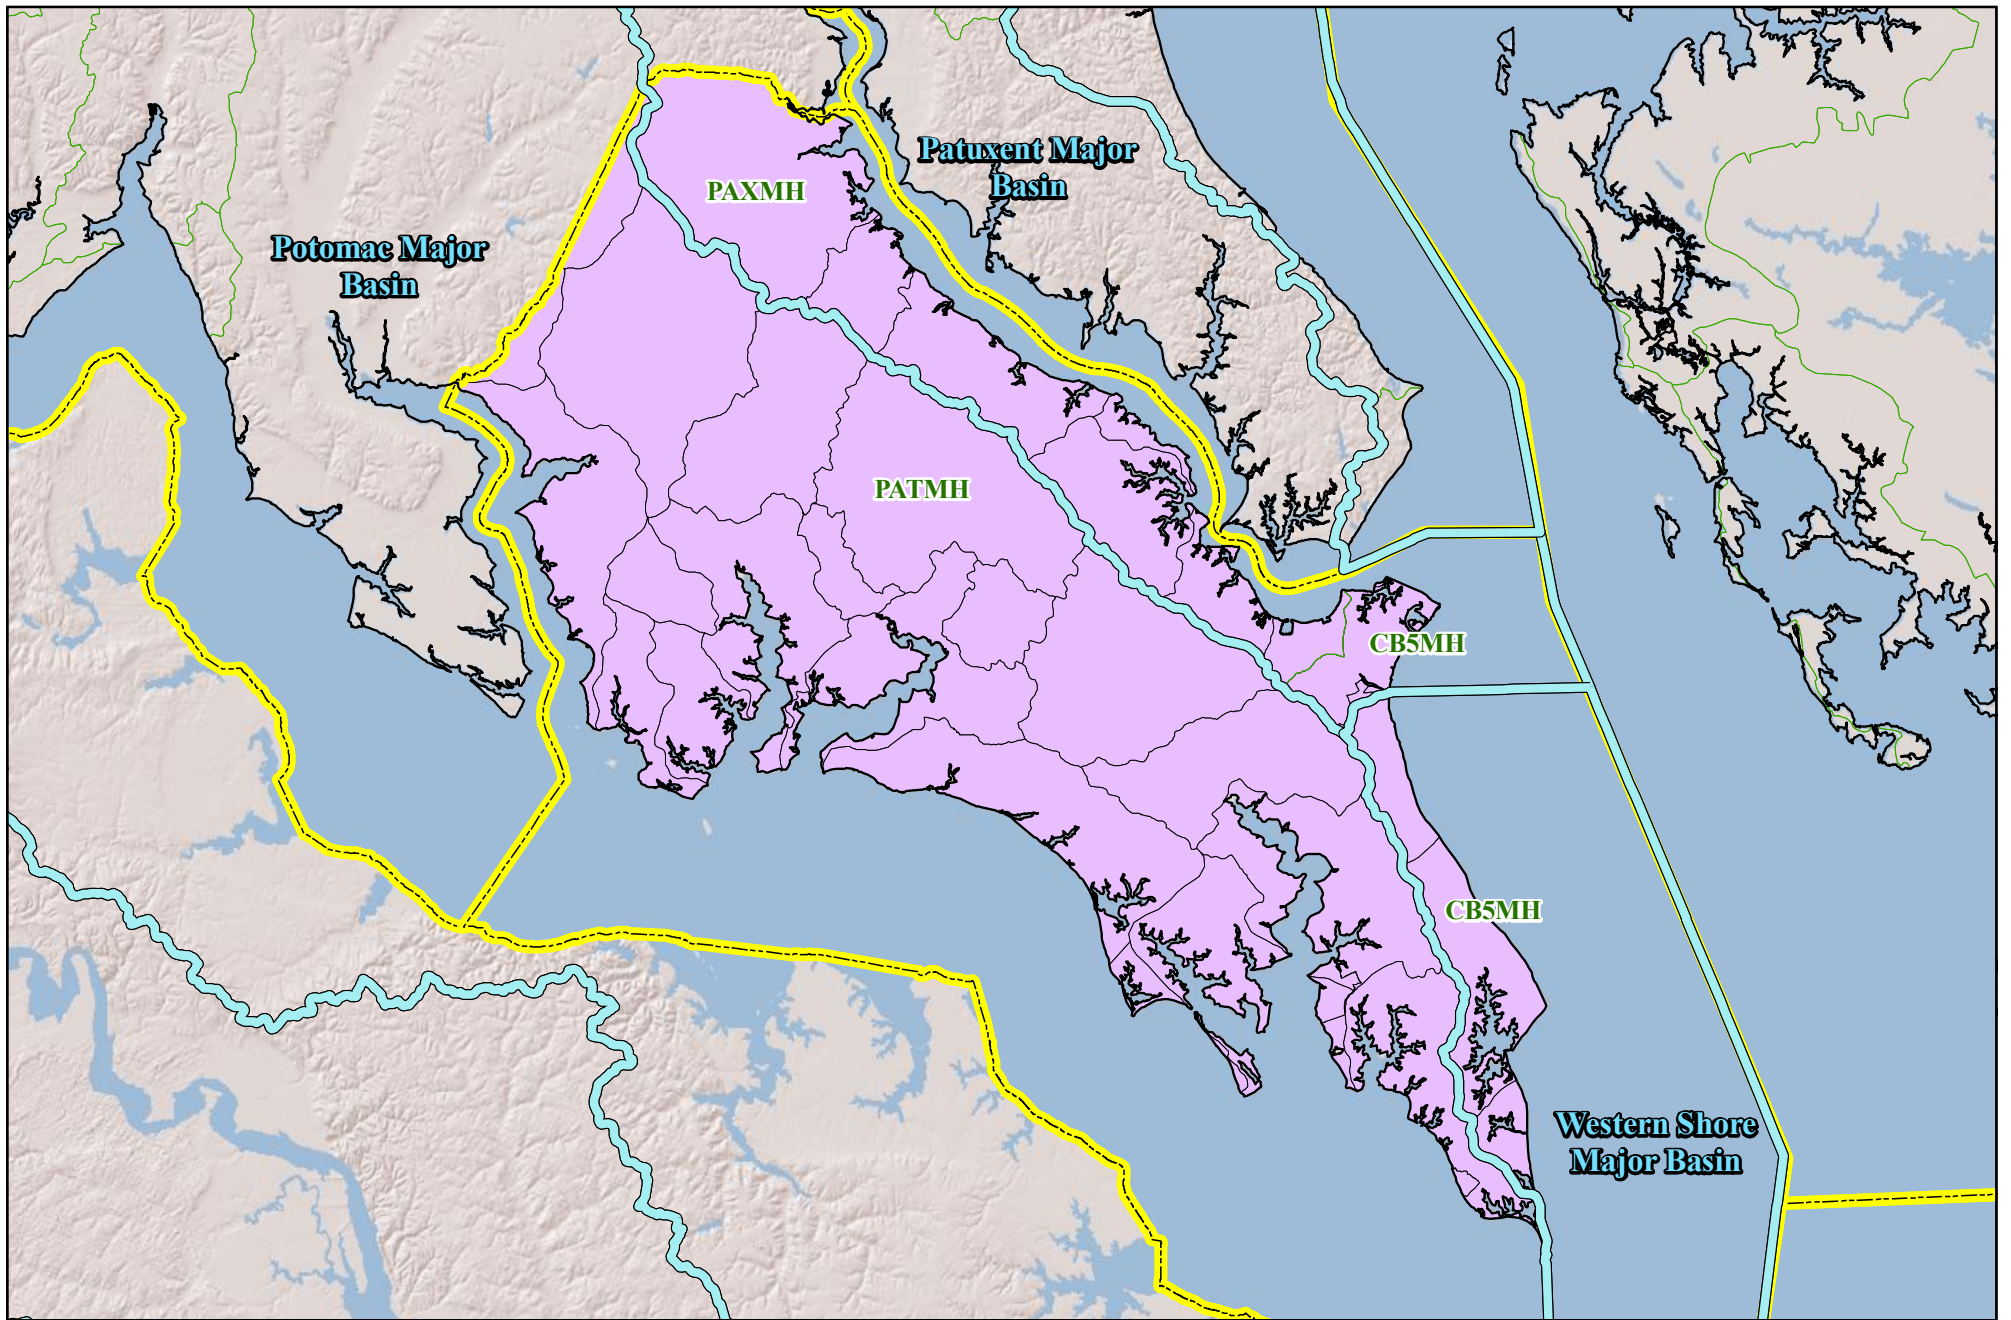 Patuxent Major
Basin
PAXMH
Potomac Major
Basin
PATMH
CB5MH
CB5MH
Western Shore
Major Basin